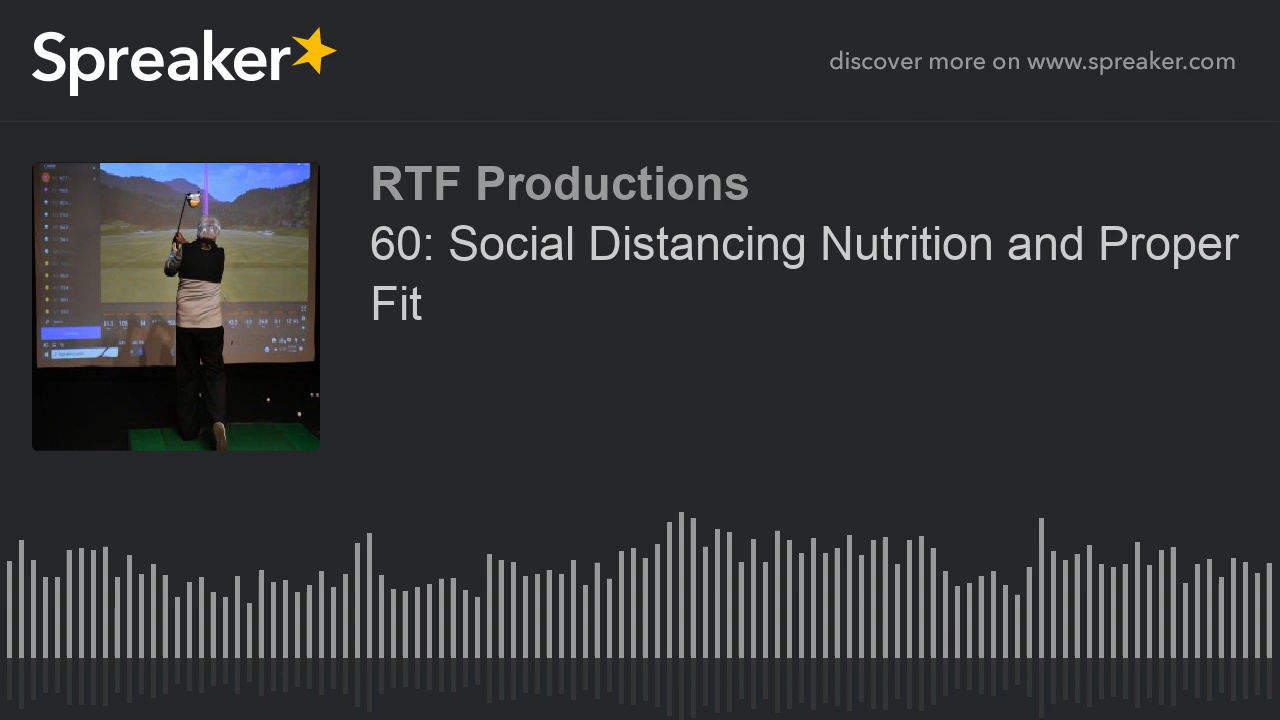 Spreaker
discover more on www.spreaker.com
RTF Productions
60: Social Distancing Nutrition and Proper
Fit